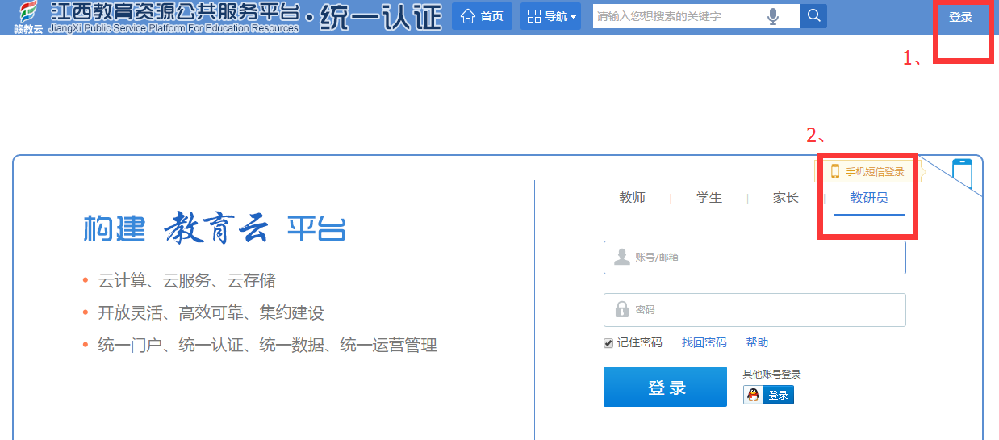 赣教云
江西教育资源公共服务平台·统一认证
JiangXi Public Service Platform For Education Resources
首页
导航
请输入您想搜索的关键字
登录
1、
2、
手机短信登录
教师 | 学生 | 家长 | 教研员
构建 教育云 平台
• 云计算、云服务、云存储
• 开放灵活、高效可靠、集约建设
• 统一门户、统一认证、统一数据、统一运营管理
账号/邮箱
密码
记住密码 找回密码 帮助
登录
其他账号登录
登录